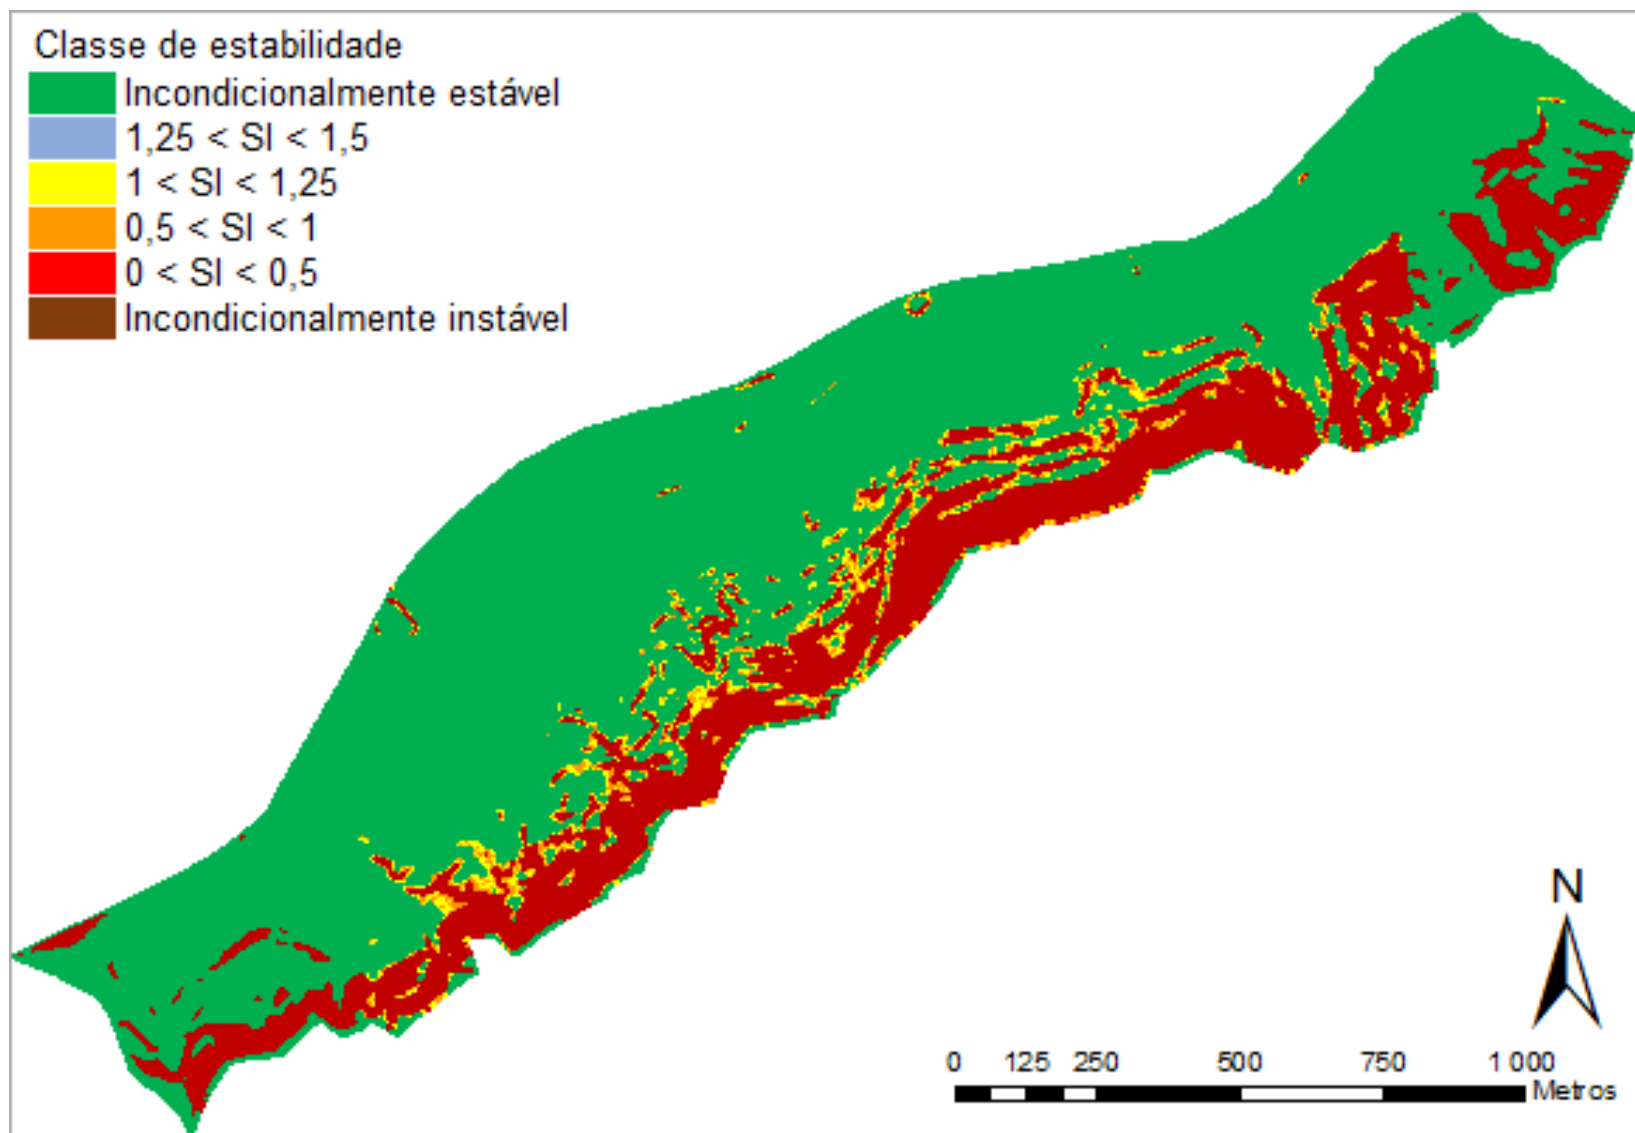 Classe de estabilidade
Incondicionalmente estável
1,25 < SI < 1,5
1 < SI < 1,25
0,5 < SI < 1
0 < SI < 0,5
Incondicionalmente instável
N
0 125 250 500 750 1 000
Metros